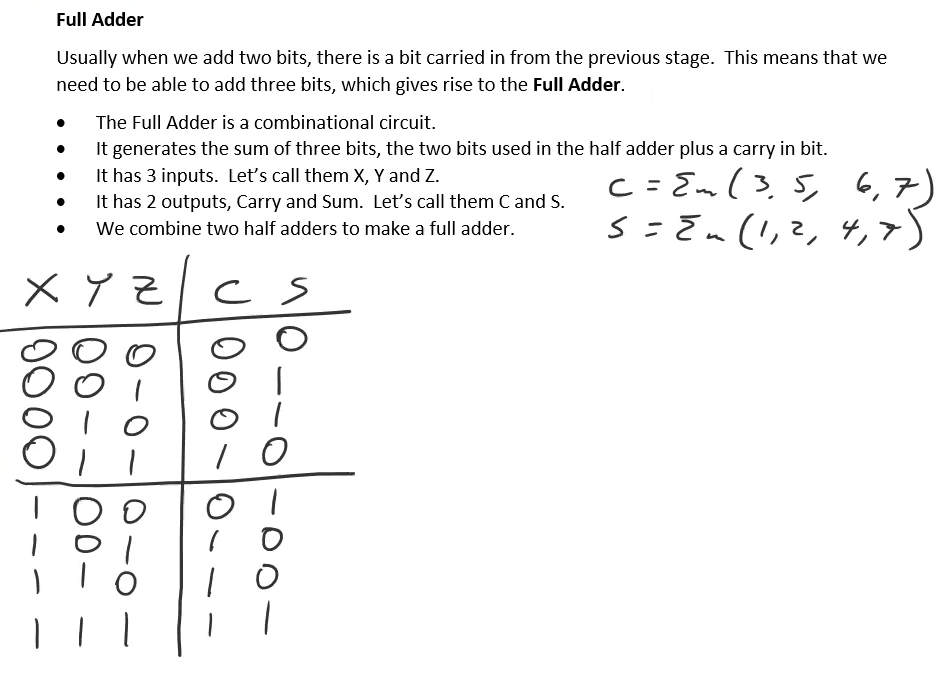 Full Adder
Usually when we add two bits, there is a bit carried in from the previous stage.  This means that we
need to be able to add three bits, which gives rise to the Full Adder.
• The Full Adder is a combinational circuit.
• It generates the sum of three bits, the two bits used in the half adder plus a carry in bit.
• It has 3 inputs.  Let's call them X, Y and Z.
• It has 2 outputs, Carry and Sum.  Let's call them C and S.
• We combine two half adders to make a full adder.
C = Σm (3, 5, 6, 7)
S = Σm (1, 2, 4, 7)
X Y Z C S
0 0 0 0 0
0 0 1 0 1
0 1 0 0 1
0 1 1 1 0
1 0 0 0 1
1 0 1 1 0
1 1 0 1 0
1 1 1 1 1